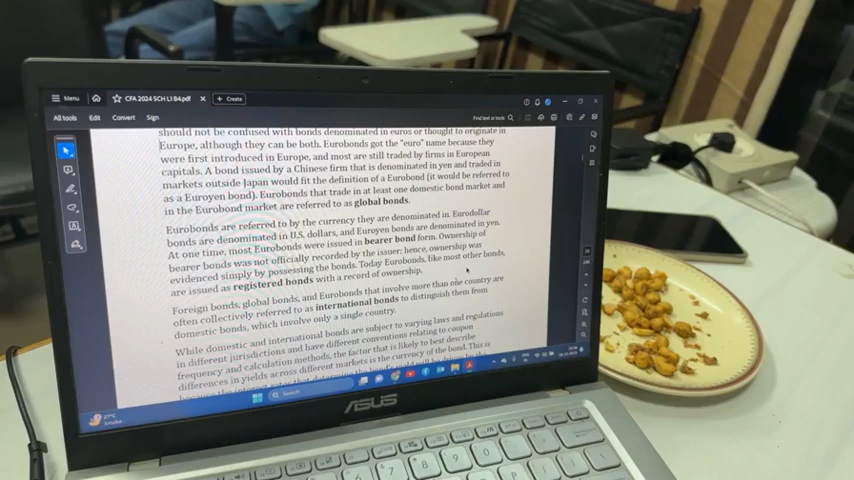 Menu
CFA 2024 SCH L1 B4.pdf
+ Create
All tools Edit Convert Sign
Find text or tools
should not be confused with bonds denominated in euros or thought to originate in
Europe, although they can be both. Eurobonds got the "euro" name because they
were first introduced in Europe, and most are still traded by firms in European
capitals. A bond issued by a Chinese firm that is denominated in yen and traded in
markets outside Japan would fit the definition of a Eurobond (it would be referred to
as a Euroyen bond). Eurobonds that trade in at least one domestic bond market and
in the Eurobond market are referred to as global bonds.
Eurobonds are referred to by the currency they are denominated in. Eurodollar
bonds are denominated in U.S. dollars, and Euroyen bonds are denominated in yen.
At one time, most Eurobonds were issued in bearer bond form. Ownership of
bearer bonds was not officially recorded by the issuer; hence, ownership was
evidenced simply by possessing the bonds. Today Eurobonds, like most other bonds,
are issued as registered bonds with a record of ownership.
Foreign bonds, global bonds, and Eurobonds that involve more than one country are
often collectively referred to as international bonds to distinguish them from
domestic bonds, which involve only a single country.
While domestic and international bonds are subject to varying laws and regulations
in different jurisdictions and have different conventions relating to coupon
frequency and calculation methods, the factor that is likely to best describe
differences in yields across different markets is the currency of the bond. This is
27°C
Search
ASUS
7
8
9
0
P